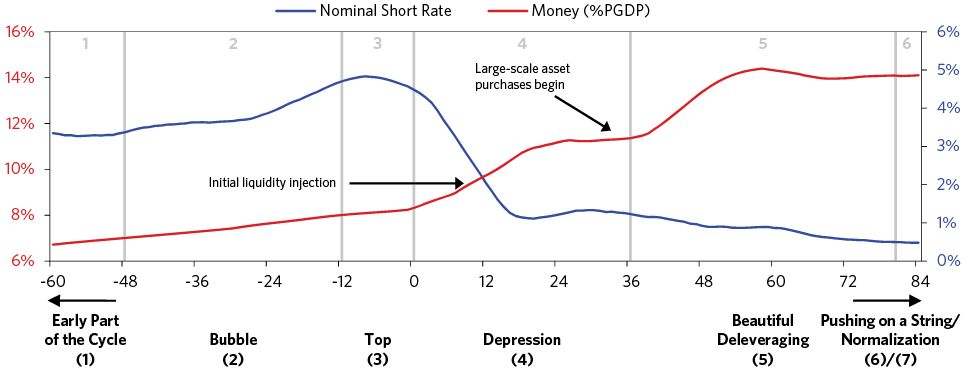 Nominal Short Rate Money (%PGDP)
16% 6%
1 2 3 4 5 6
14% 5%
Large-scale asset
purchases begin
4%
12%
3%
10%
Initial liquidity injection
2%
8%
1%
6% 0%
-60 -48 -36 -24 -12 0 12 24 36 48 60 72 84
Early Part
of the Cycle
(1)
Bubble
(2)
Top
(3)
Depression
(4)
Beautiful
Deleveraging
(5)
Pushing on a String/
Normalization
(6)/(7)